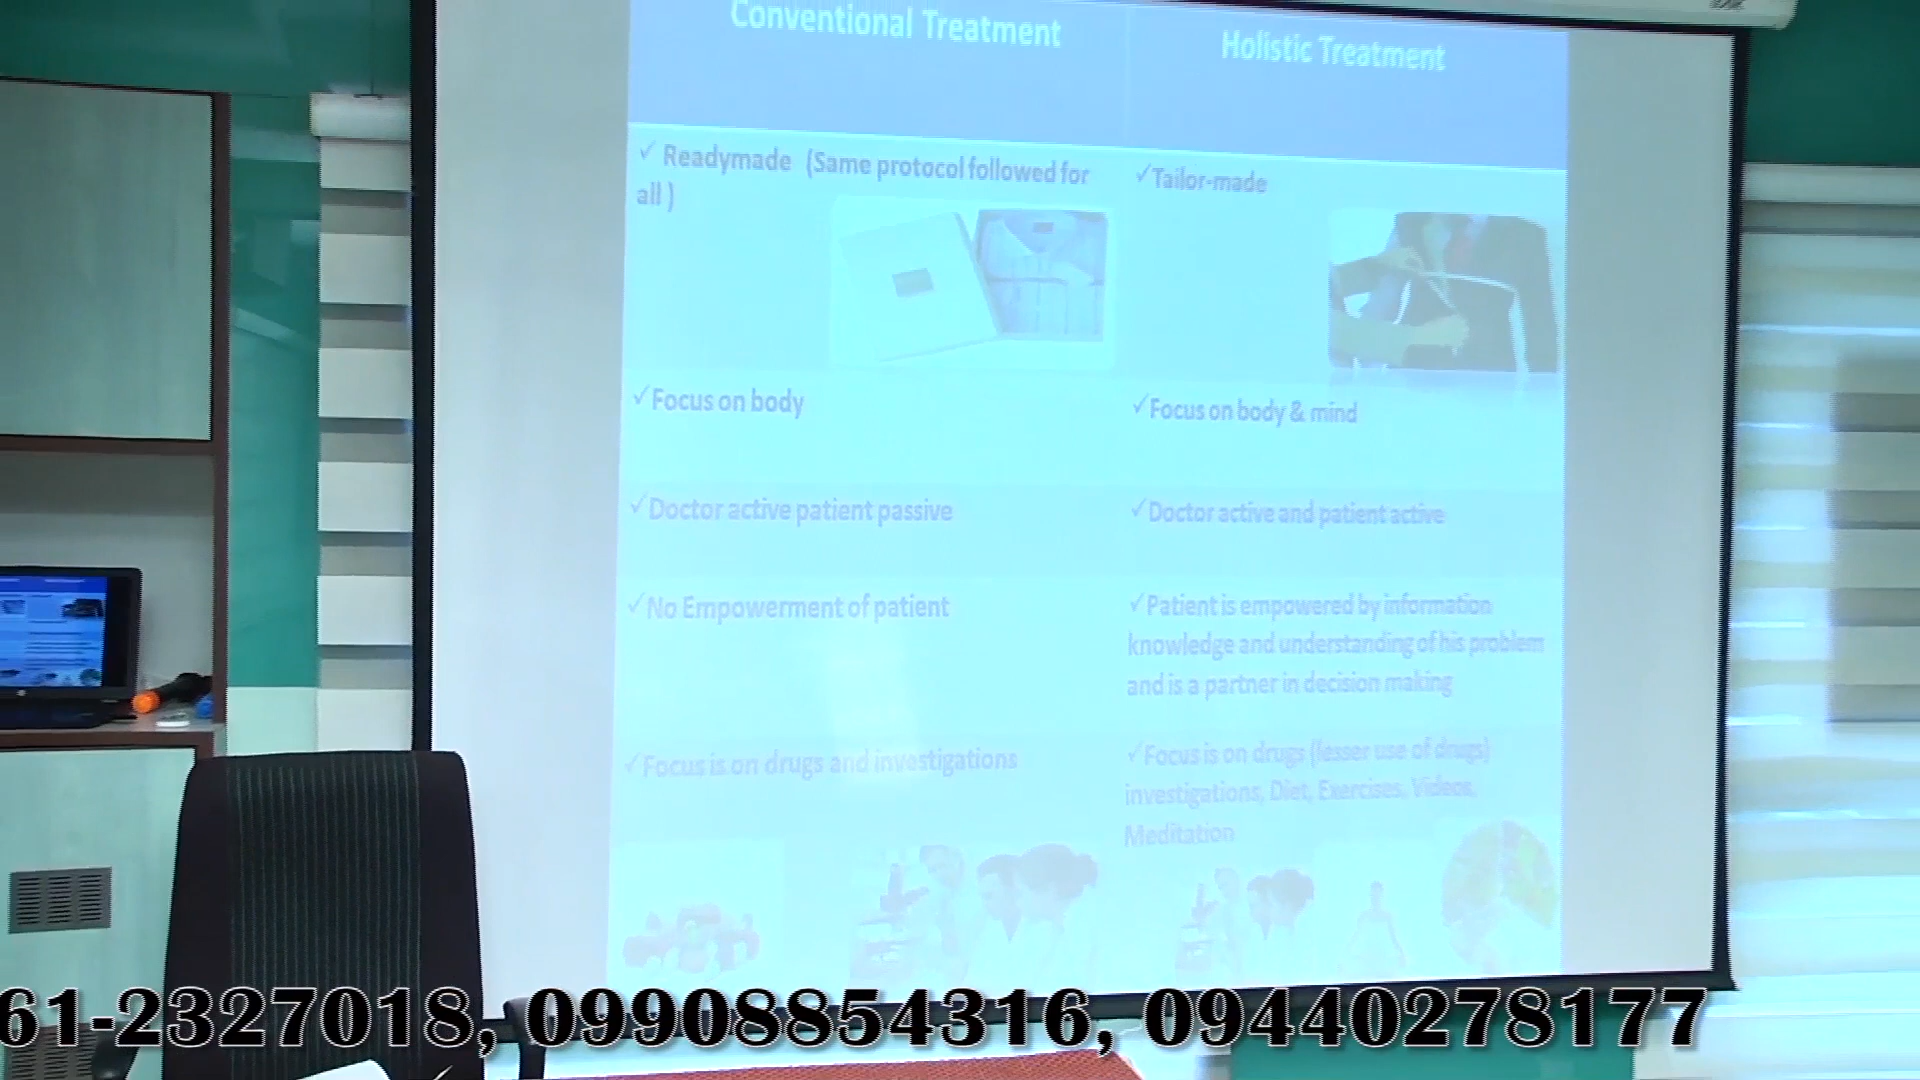 Conventional Treatment
Holistic Treatment
✓ Readymade (Same protocol followed for
all )
✓Tailor-made
✓Focus on body
✓Focus on body & mind
✓Doctor active patient passive
✓Doctor active and patient active
✓No Empowerment of patient
✓Patient is empowered by information
knowledge and understanding of his problem
and is a partner in decision making
✓Focus is on drugs and investigations
✓Focus is on drugs (lesser use of drugs)
investigations, Diet, Exercises, Videos,
Meditation
61-2327018, 09908854316, 09440278177